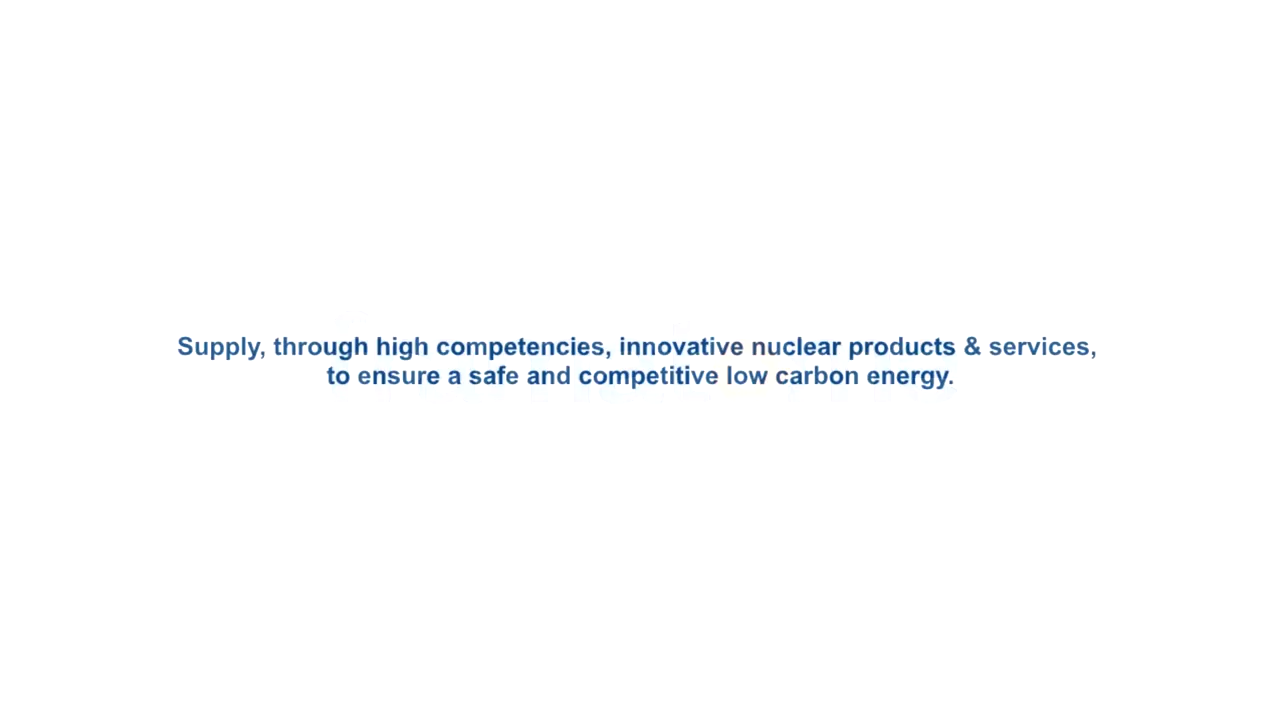 Supply, through high competencies, innovative nuclear products & services,
to ensure a safe and competitive low carbon energy.